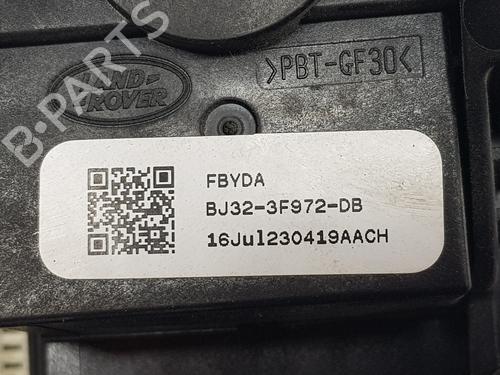 B-PARTS
LAND
ROVER
>PBT-GF30<
FBYDA
BJ32-3F972-DB
16Jul230419AACH